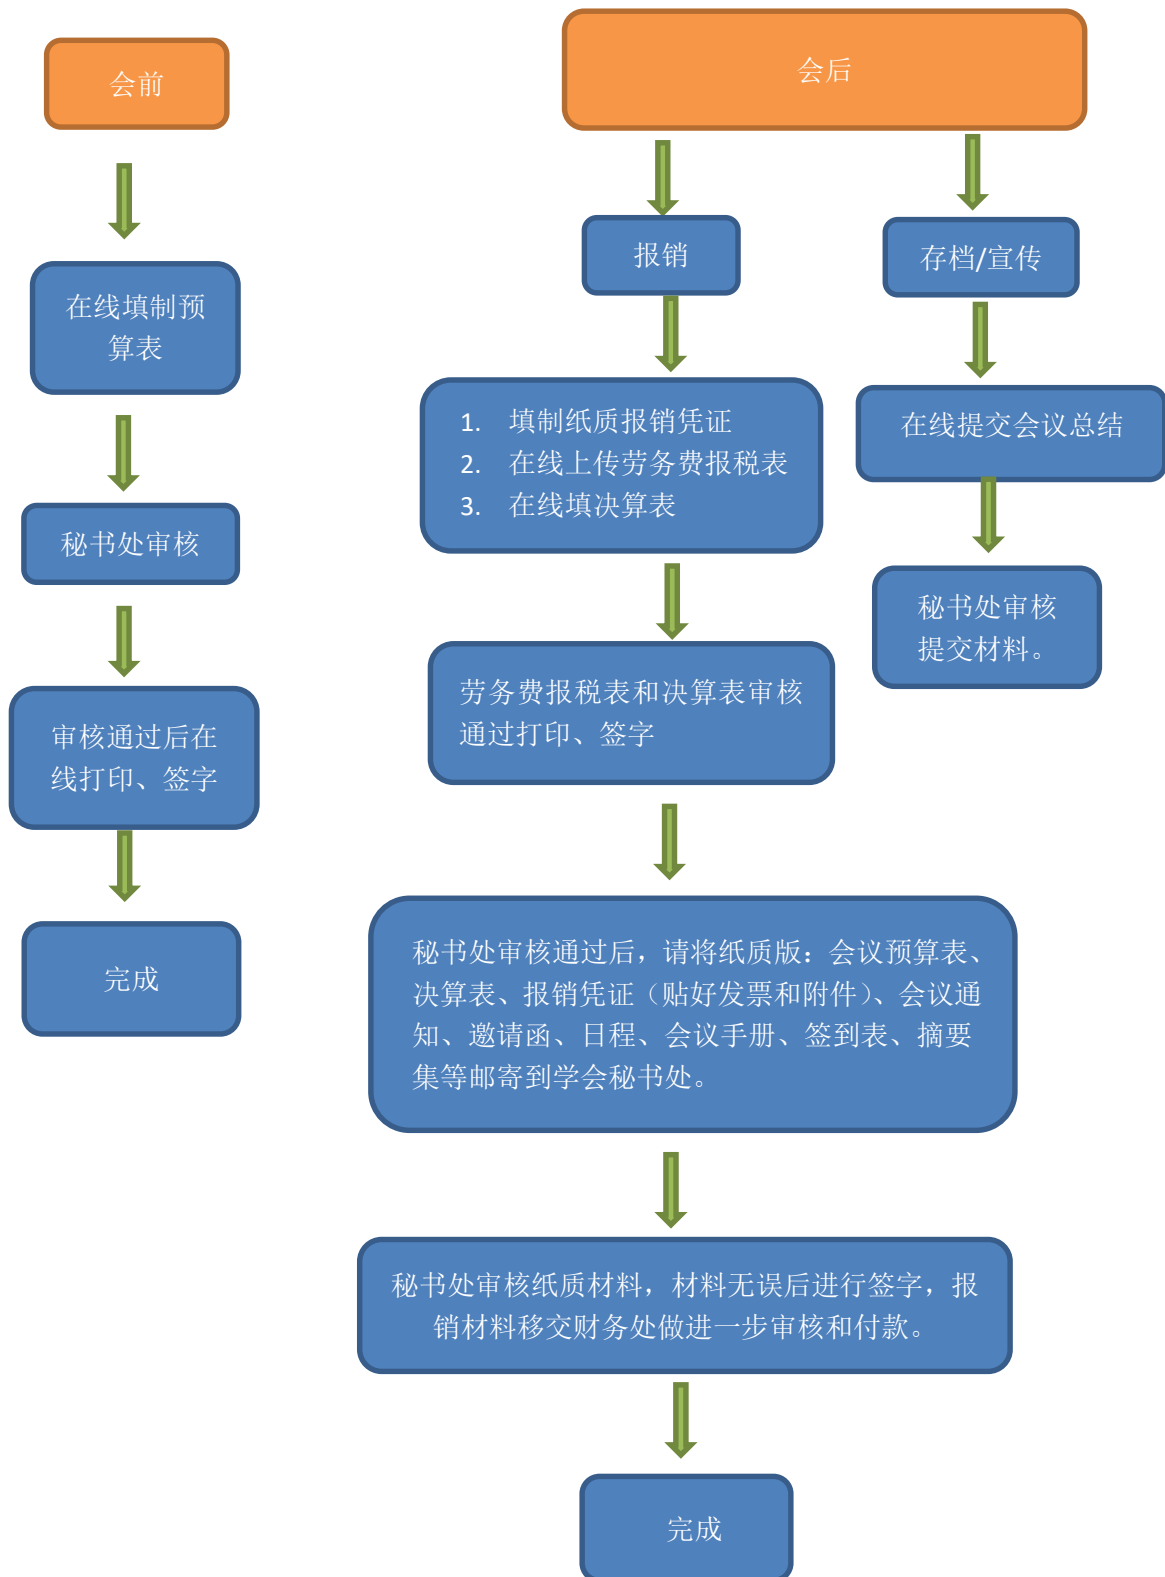 会前
在线填制预
算表
秘书处审核
审核通过后在
线打印、签字
完成
会后
报销
1. 填制纸质报销凭证
2. 在线上传劳务费报税表
3. 在线填决算表
劳务费报税表和决算表审核
通过打印、签字
秘书处审核通过后，请将纸质版：会议预算表、
决算表、报销凭证（贴好发票和附件）、会议通
知、邀请函、日程、会议手册、签到表、摘要
集等邮寄到学会秘书处。
秘书处审核纸质材料，材料无误后进行签字，报
销材料移交财务处做进一步审核和付款。
完成
存档/宣传
在线提交会议总结
秘书处审核
提交材料。